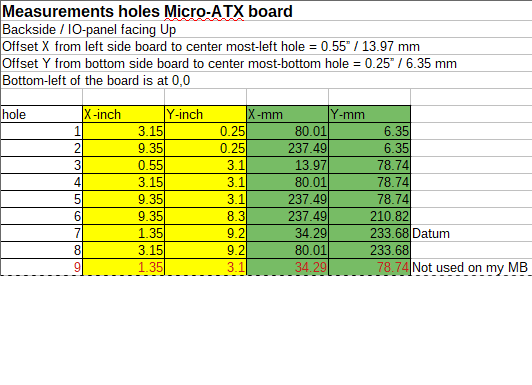 Measurements holes Micro-ATX board
Backside / IO-panel facing Up
Offset X from left side board to center most-left hole = 0.55" / 13.97 mm
Offset Y from bottom side board to center most-bottom hole = 0.25" / 6.35 mm
Bottom-left of the board is at 0,0
hole X-inch Y-inch X-mm Y-mm
1 3.15 0.25 80.01 6.35
2 9.35 0.25 237.49 6.35
3 0.55 3.1 13.97 78.74
4 3.15 3.1 80.01 78.74
5 9.35 3.1 237.49 78.74
6 9.35 8.3 237.49 210.82
7 1.35 9.2 34.29 233.68 Datum
8 3.15 9.2 80.01 233.68
9 1.35 3.1 34.29 78.74 Not used on my MB